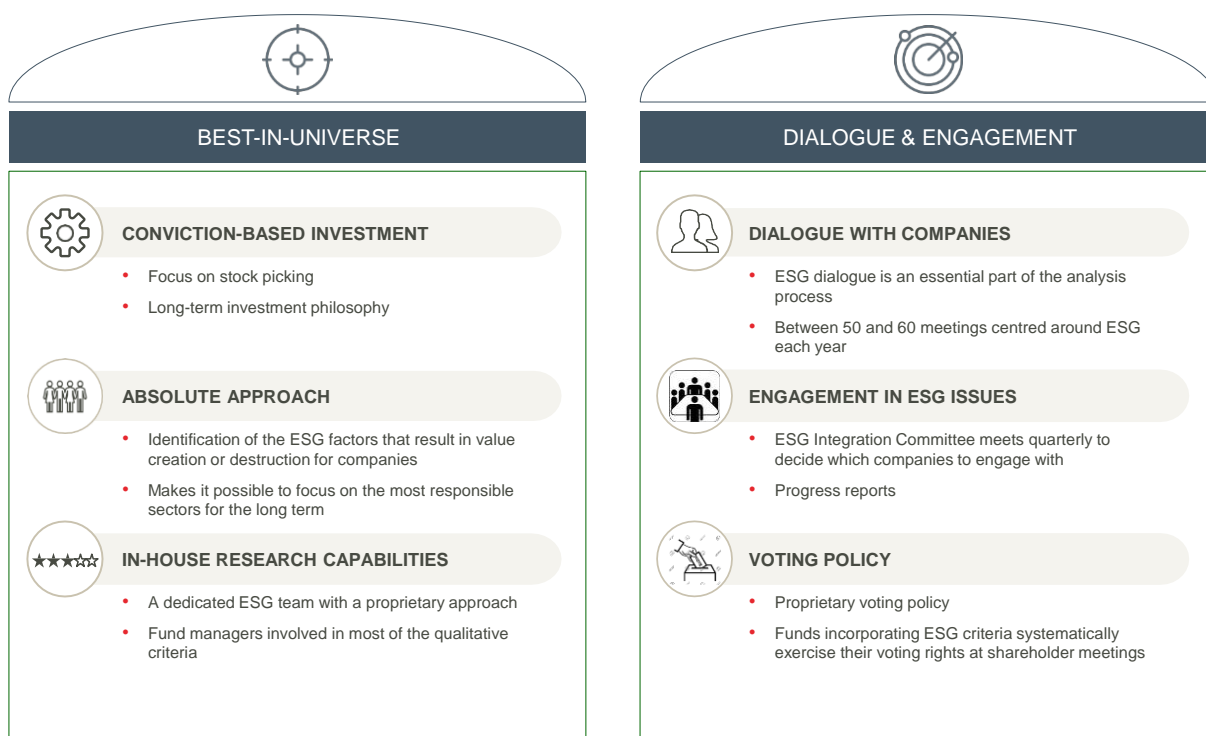 BEST-IN-UNIVERSE
CONVICTION-BASED INVESTMENT
• Focus on stock picking
• Long-term investment philosophy
ABSOLUTE APPROACH
• Identification of the ESG factors that result in value
creation or destruction for companies
• Makes it possible to focus on the most responsible
sectors for the long term
IN-HOUSE RESEARCH CAPABILITIES
• A dedicated ESG team with a proprietary approach
• Fund managers involved in most of the qualitative
criteria
DIALOGUE & ENGAGEMENT
DIALOGUE WITH COMPANIES
• ESG dialogue is an essential part of the analysis
process
• Between 50 and 60 meetings centred around ESG
each year
ENGAGEMENT IN ESG ISSUES
• ESG Integration Committee meets quarterly to
decide which companies to engage with
• Progress reports
VOTING POLICY
• Proprietary voting policy
• Funds incorporating ESG criteria systematically
exercise their voting rights at shareholder meetings